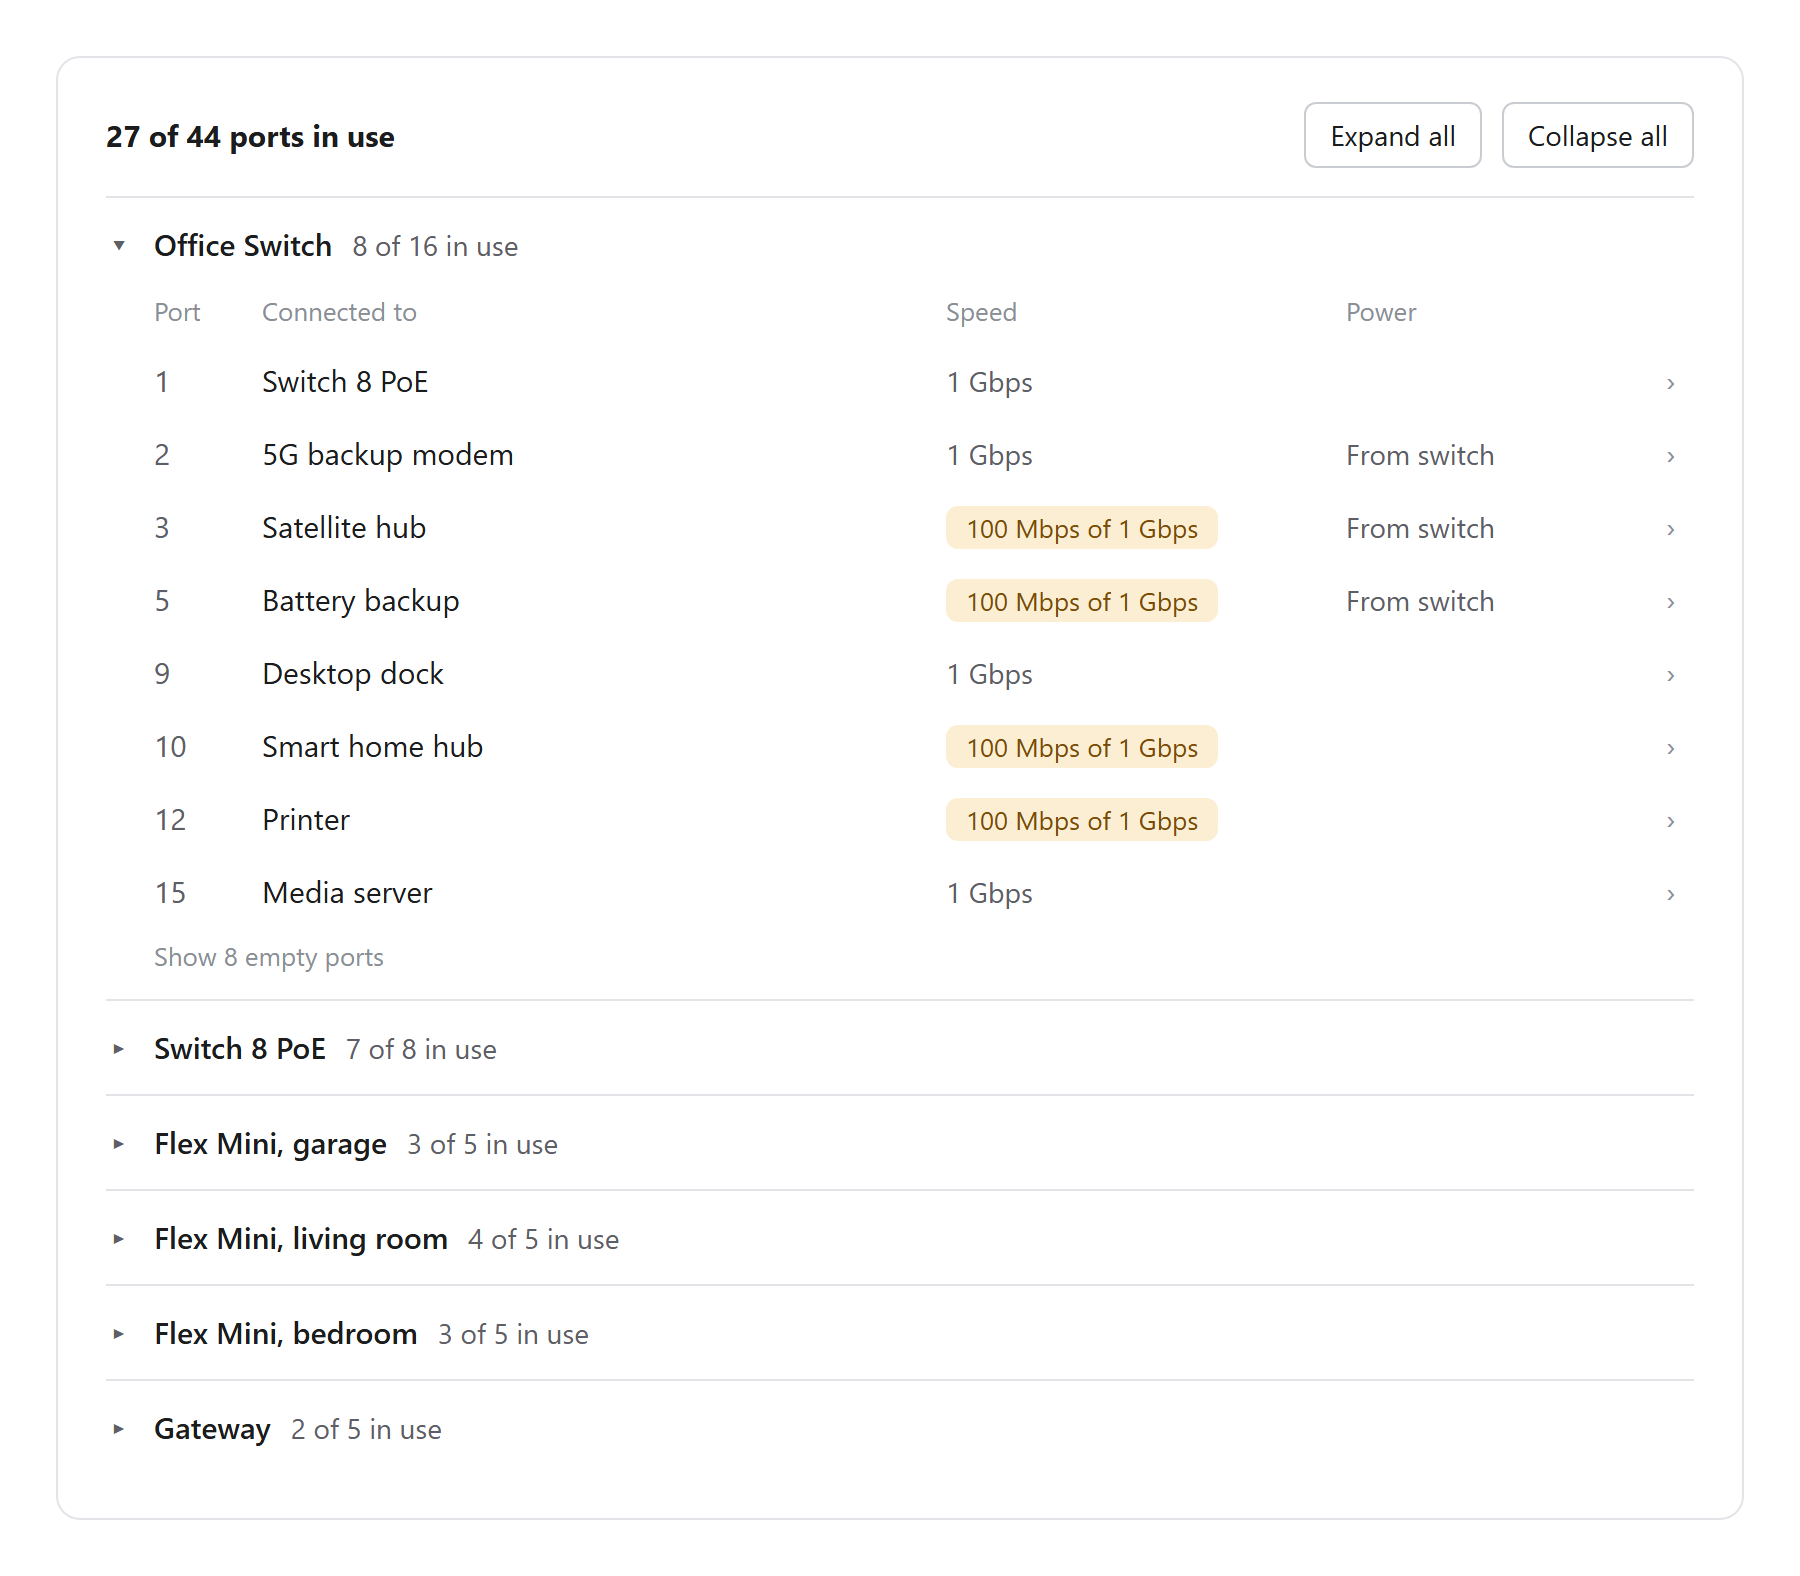 27 of 44 ports in use Expand all Collapse all
▾ Office Switch 8 of 16 in use
Port Connected to Speed Power
1 Switch 8 PoE 1 Gbps ›
2 5G backup modem 1 Gbps From switch ›
3 Satellite hub 100 Mbps of 1 Gbps From switch ›
5 Battery backup 100 Mbps of 1 Gbps From switch ›
9 Desktop dock 1 Gbps ›
10 Smart home hub 100 Mbps of 1 Gbps ›
12 Printer 100 Mbps of 1 Gbps ›
15 Media server 1 Gbps ›
Show 8 empty ports
▸ Switch 8 PoE 7 of 8 in use
▸ Flex Mini, garage 3 of 5 in use
▸ Flex Mini, living room 4 of 5 in use
▸ Flex Mini, bedroom 3 of 5 in use
▸ Gateway 2 of 5 in use